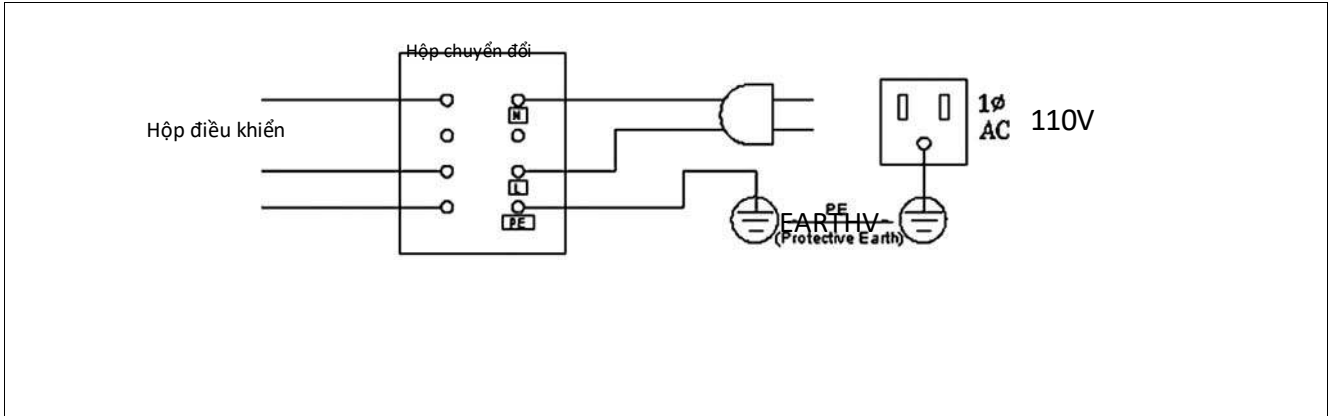 Hộp chuyển đổi
Hộp điều khiển
N
L
PE
PE
EARTHV
(Protective Earth)
1ø
AC
110V